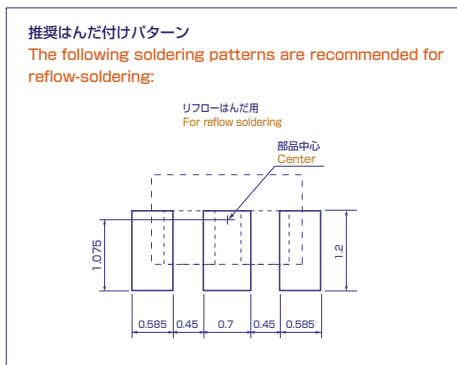 推奨はんだ付けパターン
The following soldering patterns are recommended for
reflow-soldering:
リフローはんだ用
For reflow soldering
部品中心
Center
1.075
1.2
0.585 0.45 0.7 0.45 0.585